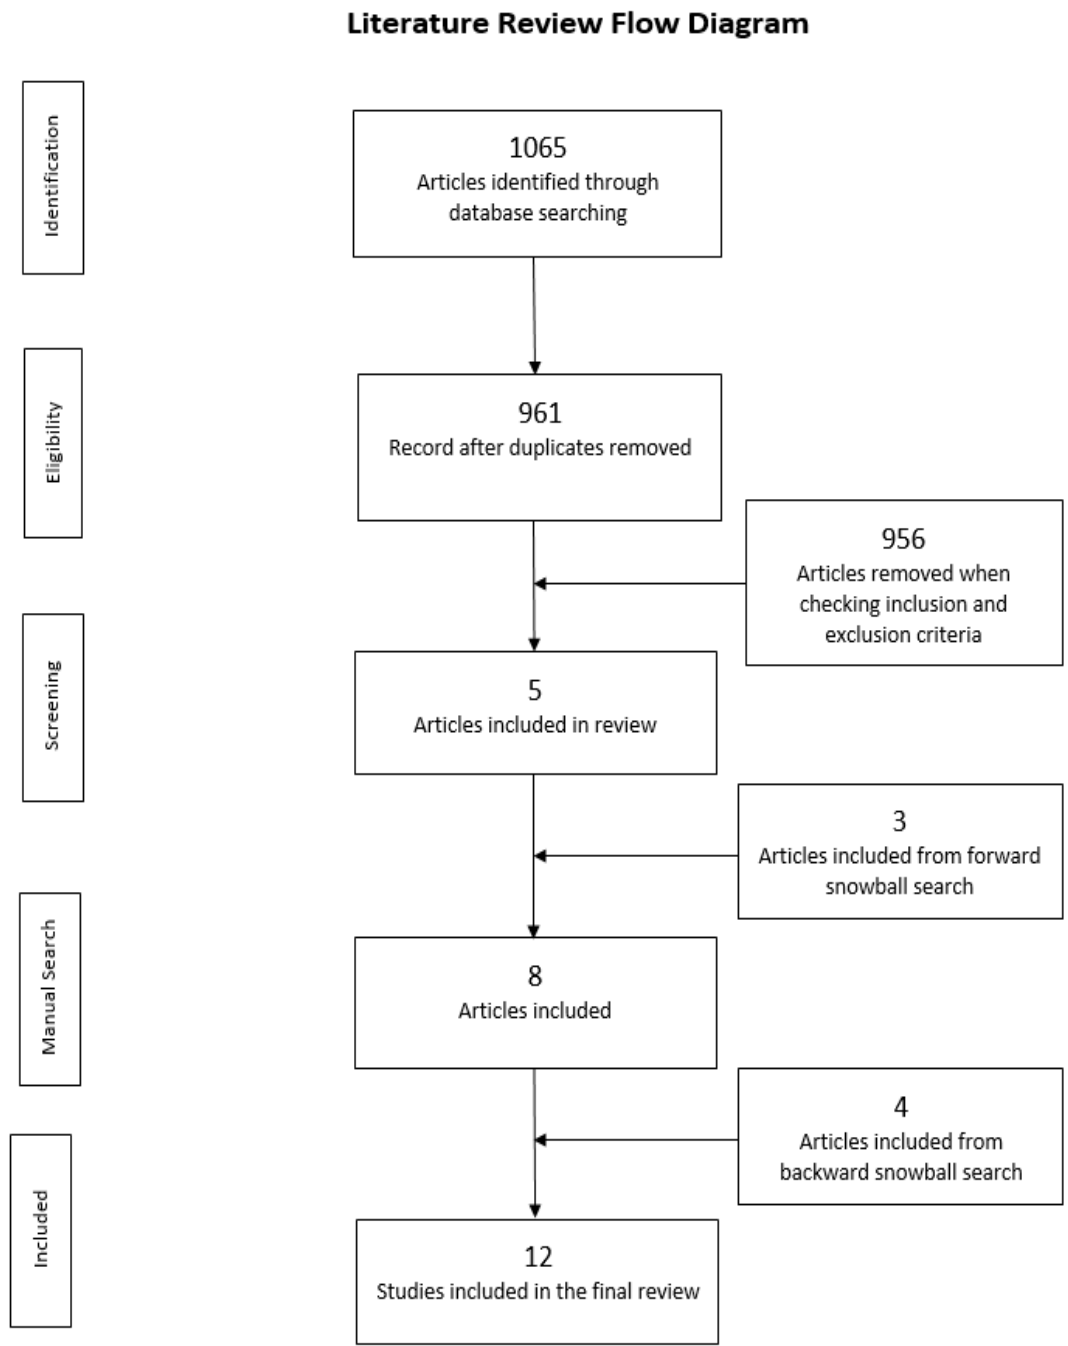 Literature Review Flow Diagram
Identification
1065
Articles identified through
database searching
Eligibility
961
Record after duplicates removed
956
Articles removed when
checking inclusion and
exclusion criteria
Screening
5
Articles included in review
3
Articles included from forward
snowball search
Manual Search
8
Articles included
4
Articles included from
backward snowball search
Included
12
Studies included in the final review